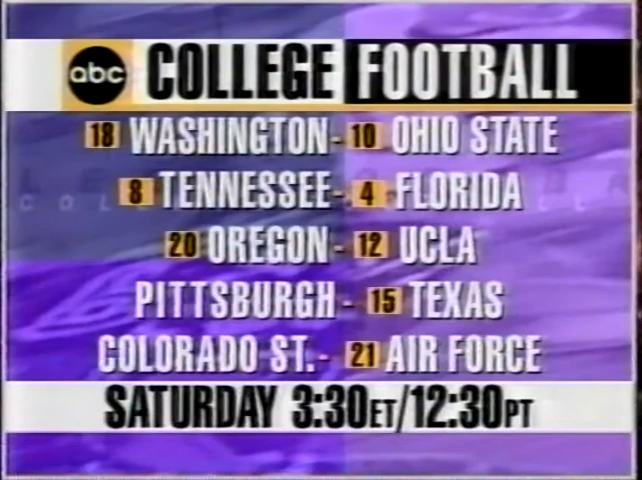 abc COLLEGE FOOTBALL
18 WASHINGTON- 10 OHIO STATE
8 TENNESSEE- 4 FLORIDA
20 OREGON- 12 UCLA
PITTSBURGH- 15 TEXAS
COLORADO ST.- 21 AIR FORCE
SATURDAY 3:30ET/12:30PT